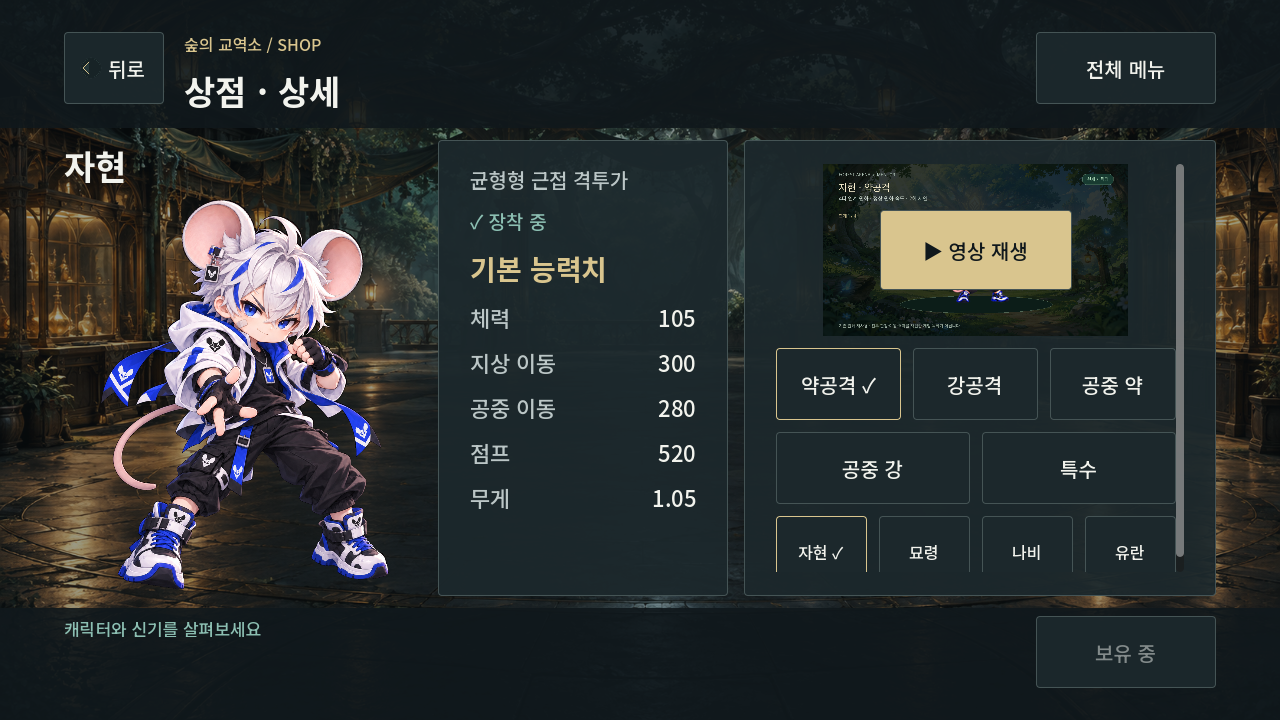 뒤로
숲의 교역소 / SHOP
상점 · 상세
전체 메뉴
자현
균형형 근접 격투가
✓ 장착 중
기본 능력치
체력 105
지상 이동 300
공중 이동 280
점프 520
무게 1.05
자현 · 약공격
▶ 영상 재생
약공격 ✓
강공격
공중 약
공중 강
특수
자현 ✓
묘령
나비
유란
캐릭터와 신기를 살펴보세요
보유 중